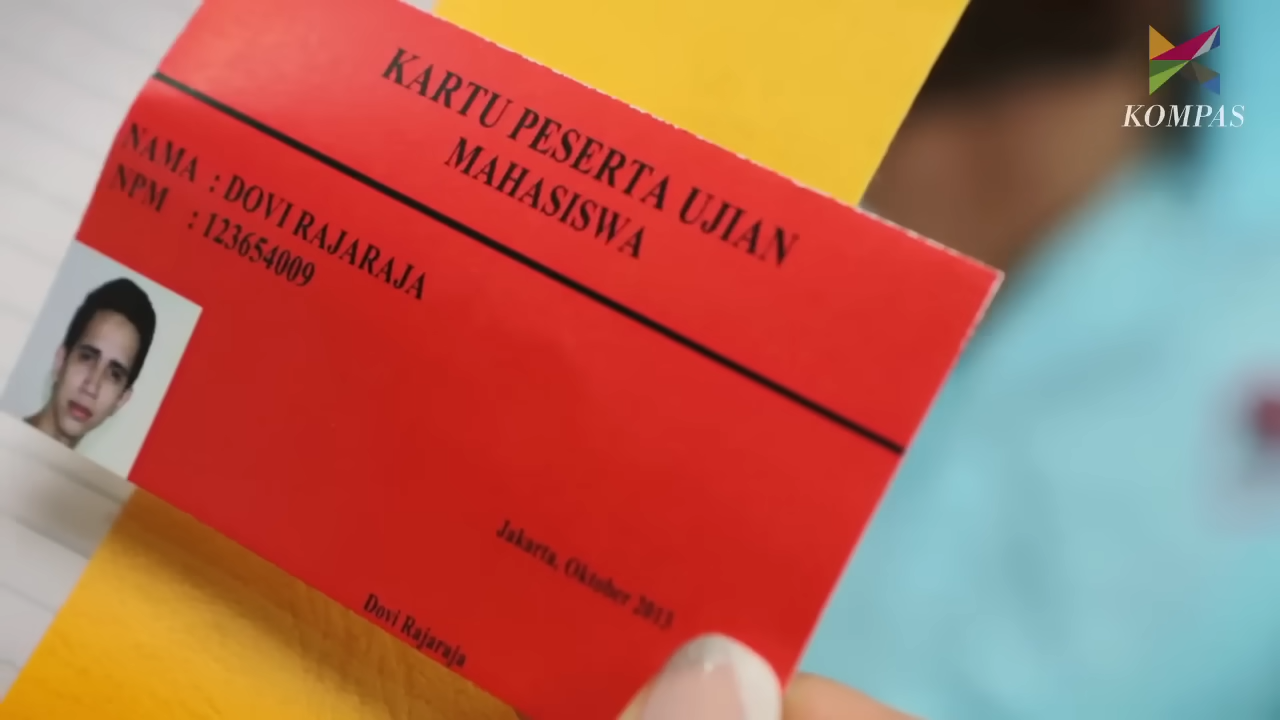 KARTU PESERTA UJIAN
MAHASISWA
NAMA : DOVI RAJARAJA
NPM : 123654009
Jakarta, Oktober 2013
Dovi Rajaraja
KOMPAS